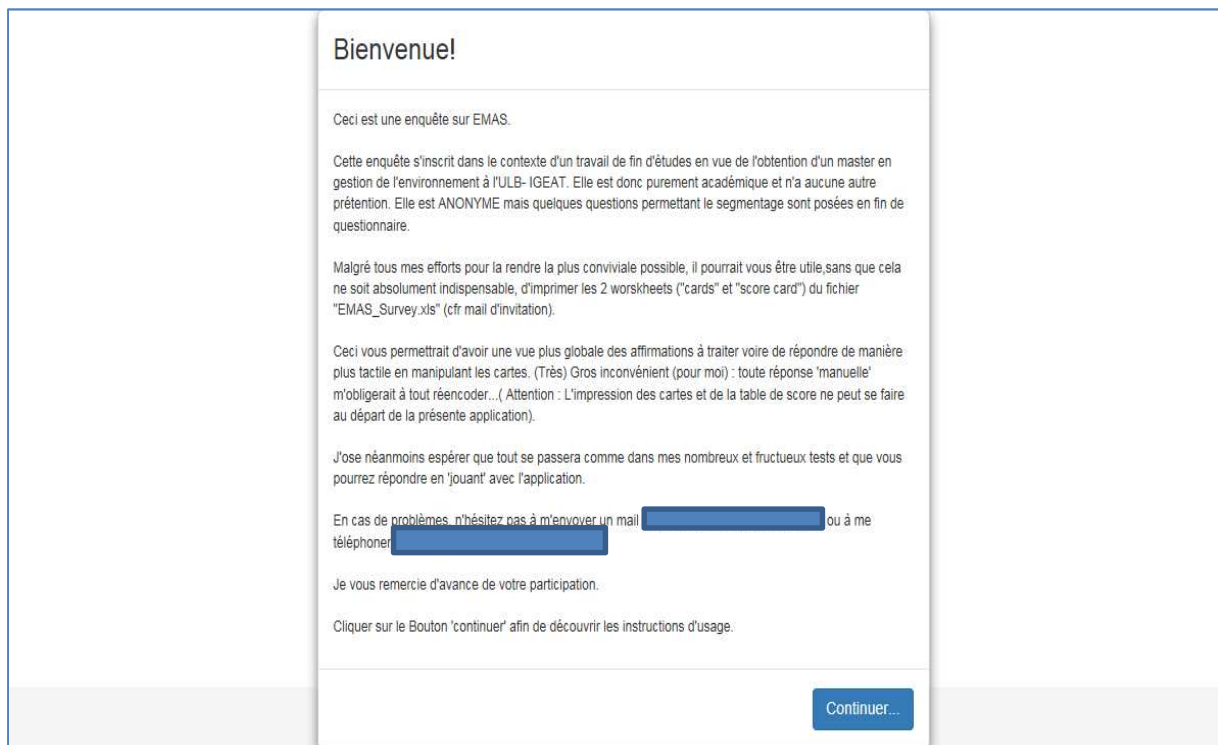 Bienvenue!
Ceci est une enquête sur EMAS.
Cette enquête s'inscrit dans le contexte d'un travail de fin d'études en vue de l'obtention d'un master en
gestion de l'environnement à l'ULB- IGEAT. Elle est donc purement académique et n'a aucune autre
prétention. Elle est ANONYME mais quelques questions permettant le segmentage sont posées en fin de
questionnaire.
Malgré tous mes efforts pour la rendre la plus conviviale possible, il pourrait vous être utile,sans que cela
ne soit absolument indispensable, d'imprimer les 2 worskheets ("cards" et "score card") du fichier
"EMAS_Survey.xls" (cfr mail d'invitation).
Ceci vous permettrait d'avoir une vue plus globale des affirmations à traiter voire de répondre de manière
plus tactile en manipulant les cartes. (Très) Gros inconvénient (pour moi) : toute réponse 'manuelle'
m'obligerait à tout réencoder...( Attention : L'impression des cartes et de la table de score ne peut se faire
au départ de la présente application).
J'ose néanmoins espérer que tout se passera comme dans mes nombreux et fructueux tests et que vous
pourrez répondre en 'jouant' avec l'application.
En cas de problèmes, n'hésitez pas à m'envoyer un mail ou à me
téléphoner
Je vous remercie d'avance de votre participation.
Cliquer sur le Bouton 'continuer' afin de découvrir les instructions d'usage.
Continuer...